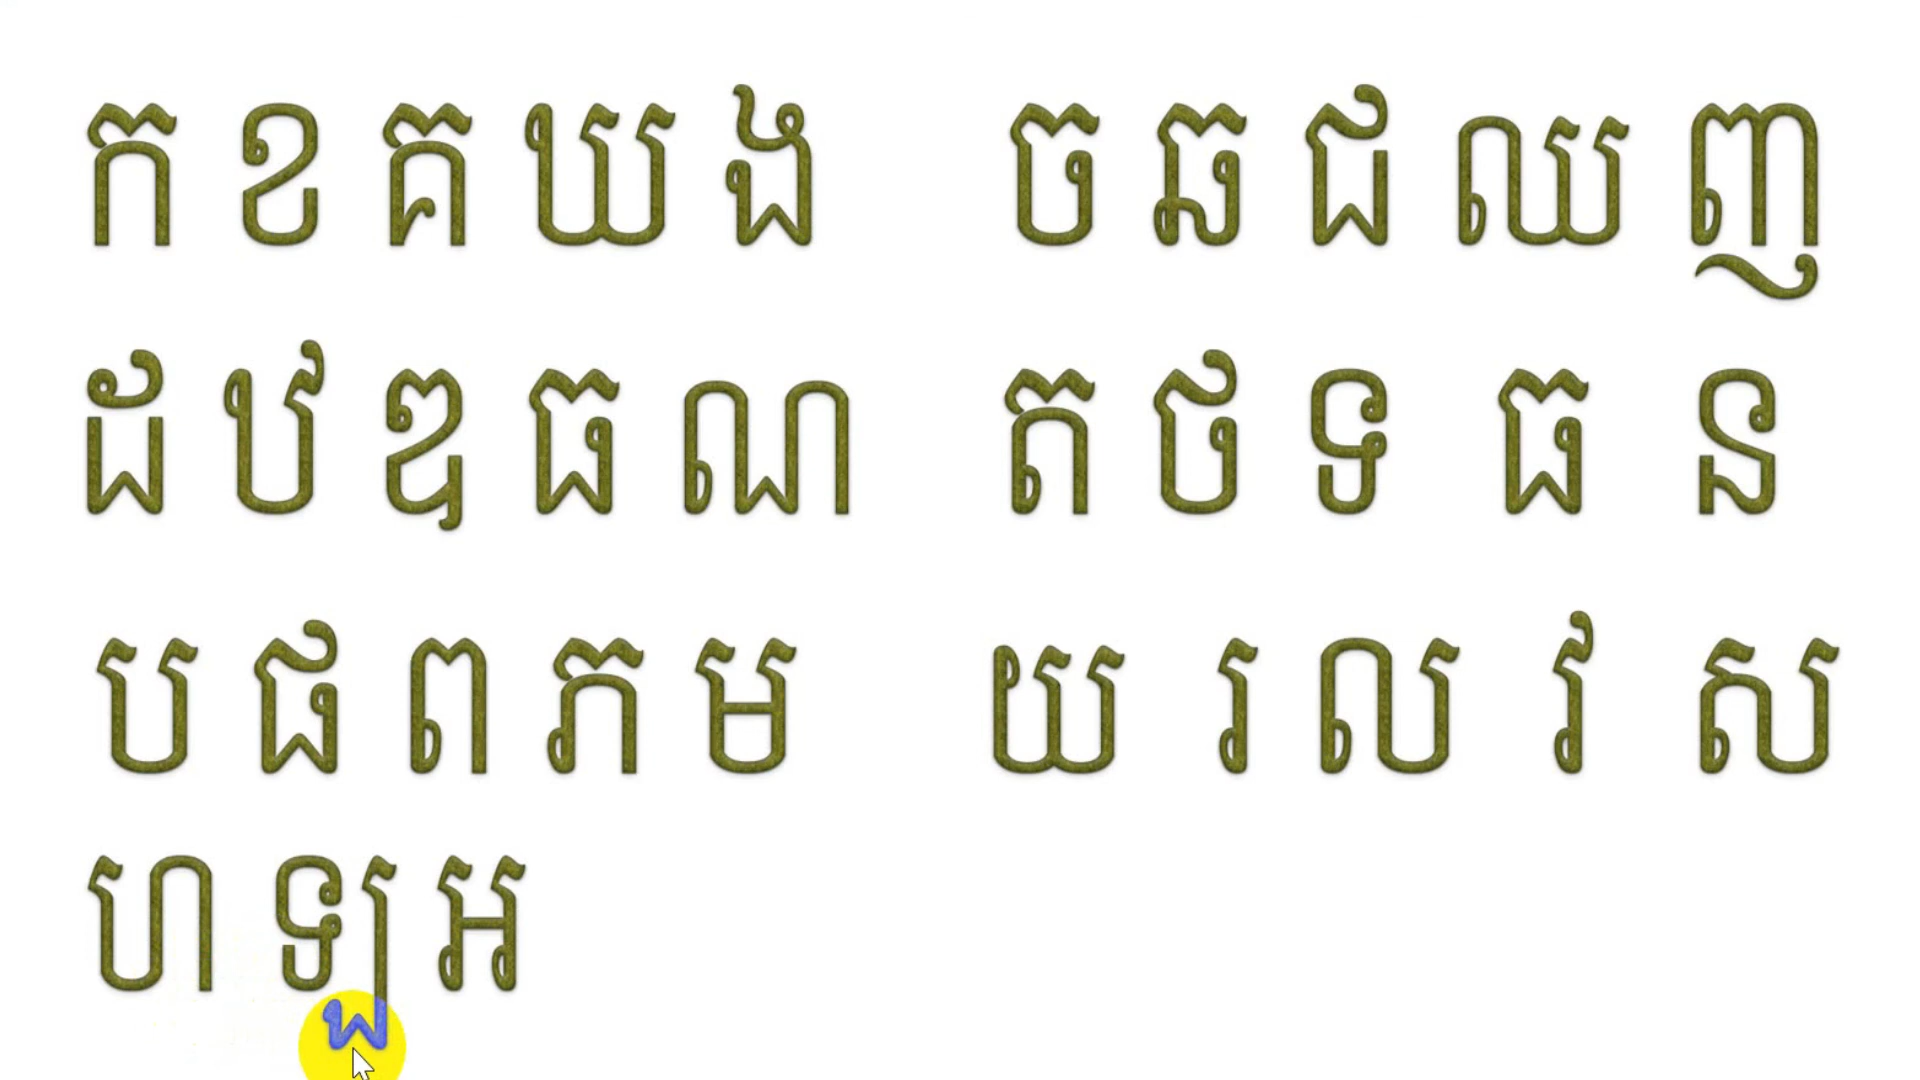 ក ខ គ ឃ ង ច ឆ ជ ឈ ញ
ដ ឋ ឌ ធ ណ ត ថ ទ ធ ន
ប ផ ព ភ ម យ រ ល វ ស
ហ ឡ អ